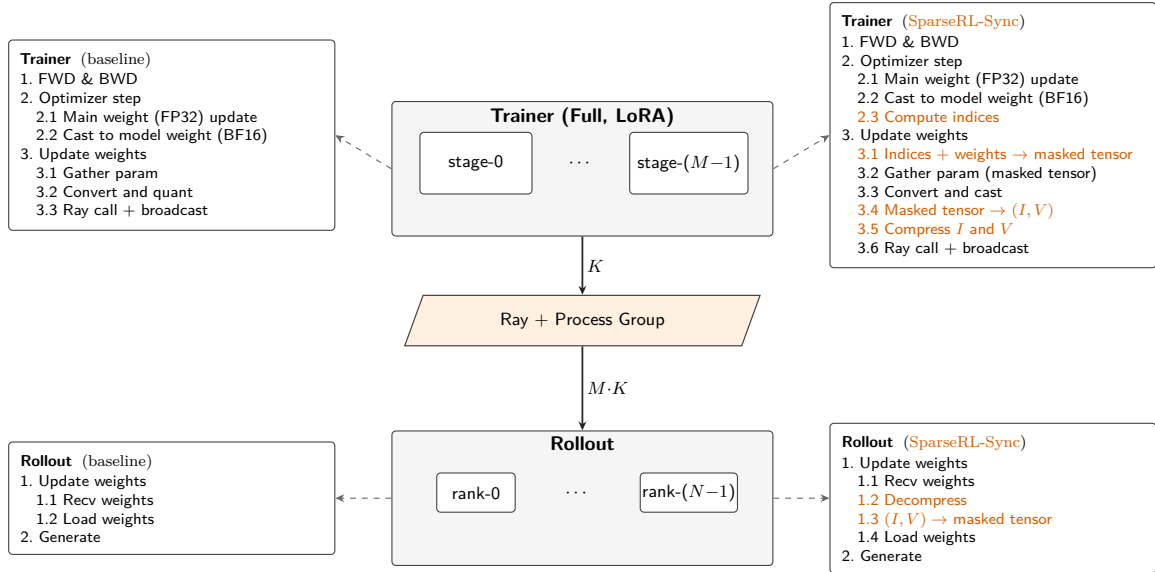 Trainer (baseline)
1. FWD & BWD
2. Optimizer step
2.1 Main weight (FP32) update
2.2 Cast to model weight (BF16)
3. Update weights
3.1 Gather param
3.2 Convert and quant
3.3 Ray call + broadcast
Trainer (Full, LoRA)
stage-0
⋯
stage-(M−1)
Trainer (SparseRL-Sync)
1. FWD & BWD
2. Optimizer step
2.1 Main weight (FP32) update
2.2 Cast to model weight (BF16)
2.3 Compute indices
3. Update weights
3.1 Indices + weights → masked tensor
3.2 Gather param (masked tensor)
3.3 Convert and cast
3.4 Masked tensor → (I, V)
3.5 Compress I and V
3.6 Ray call + broadcast
K
Ray + Process Group
M·K
Rollout (baseline)
1. Update weights
1.1 Recv weights
1.2 Load weights
2. Generate
Rollout
rank-0
⋯
rank-(N−1)
Rollout (SparseRL-Sync)
1. Update weights
1.1 Recv weights
1.2 Decompress
1.3 (I, V) → masked tensor
1.4 Load weights
2. Generate